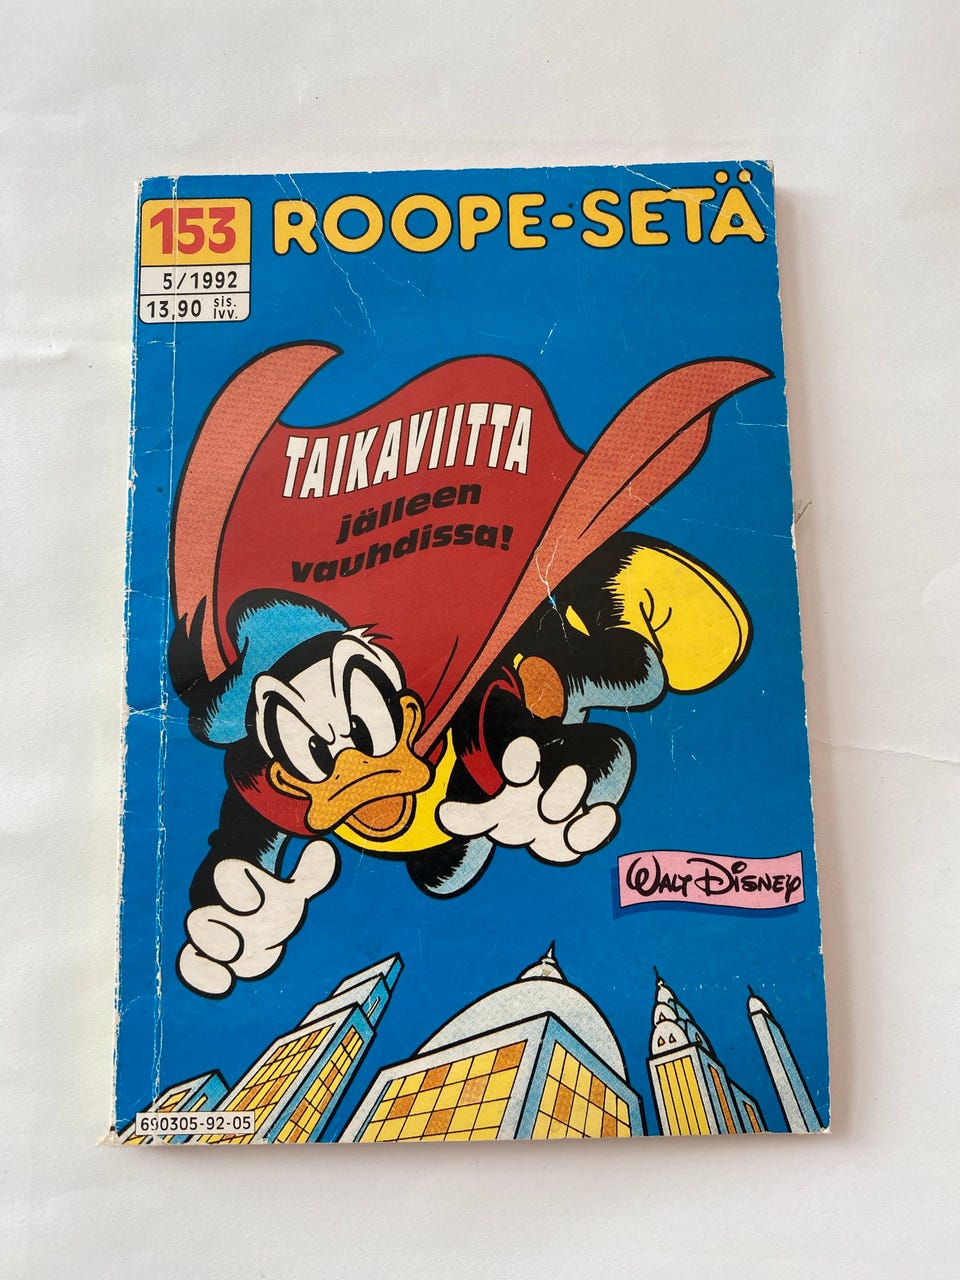 153
ROOPE-SETÄ
5/1992
13,90 sis. lvv.
TAIKAVIITTA
jälleen
vauhdissa!
WALT DISNEY
690305-92-05